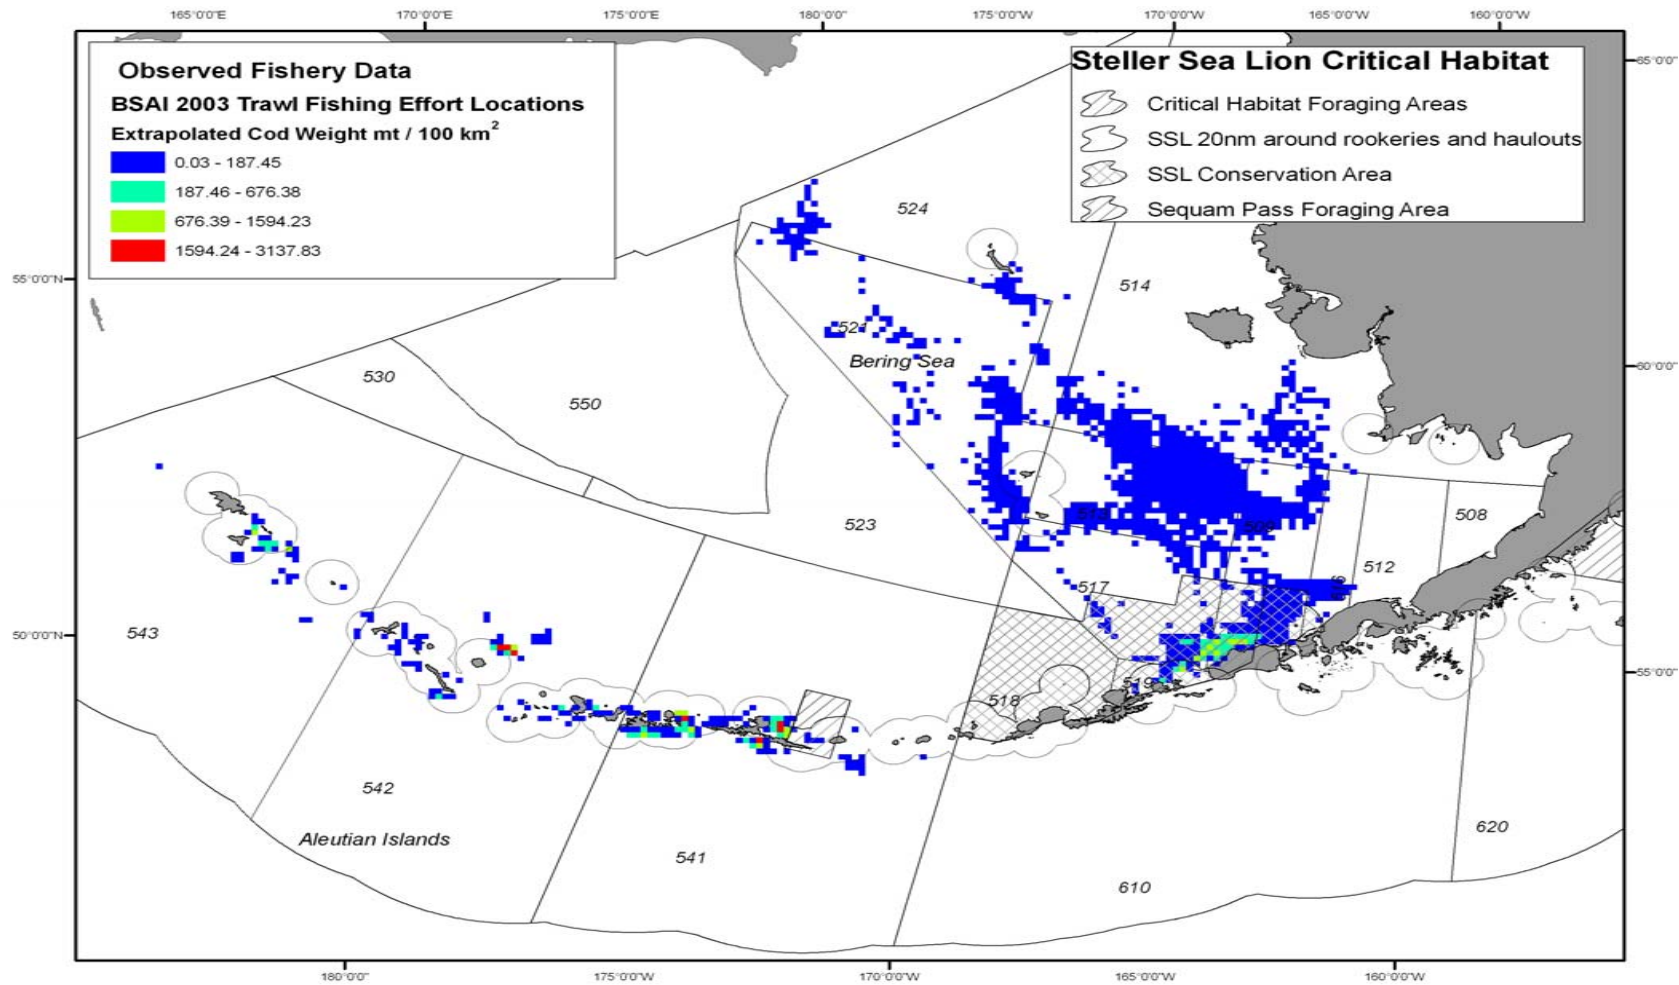 165°0'0"E 170°0'0"E 175°0'0"E 180°0'0" 175°0'0"W 170°0'0"W 165°0'0"W 160°0'0"W
Observed Fishery Data
BSAI 2003 Trawl Fishing Effort Locations
Extrapolated Cod Weight mt / 100 km2
0.03 - 187.45
187.46 - 676.38
676.39 - 1594.23
1594.24 - 3137.83
Steller Sea Lion Critical Habitat
Critical Habitat Foraging Areas
SSL 20nm around rookeries and haulouts
SSL Conservation Area
Sequam Pass Foraging Area
65°0'0"
524
55°0'0"N
514
521
Bering Sea
60°0'0"
530
550
523
513
509
508
512
517
543
50°0'0"N
55°0'0"
518
519
542
Aleutian Islands
541
610
620
180°0'0" 175°0'0"W 170°0'0"W 165°0'0"W 160°0'0"W